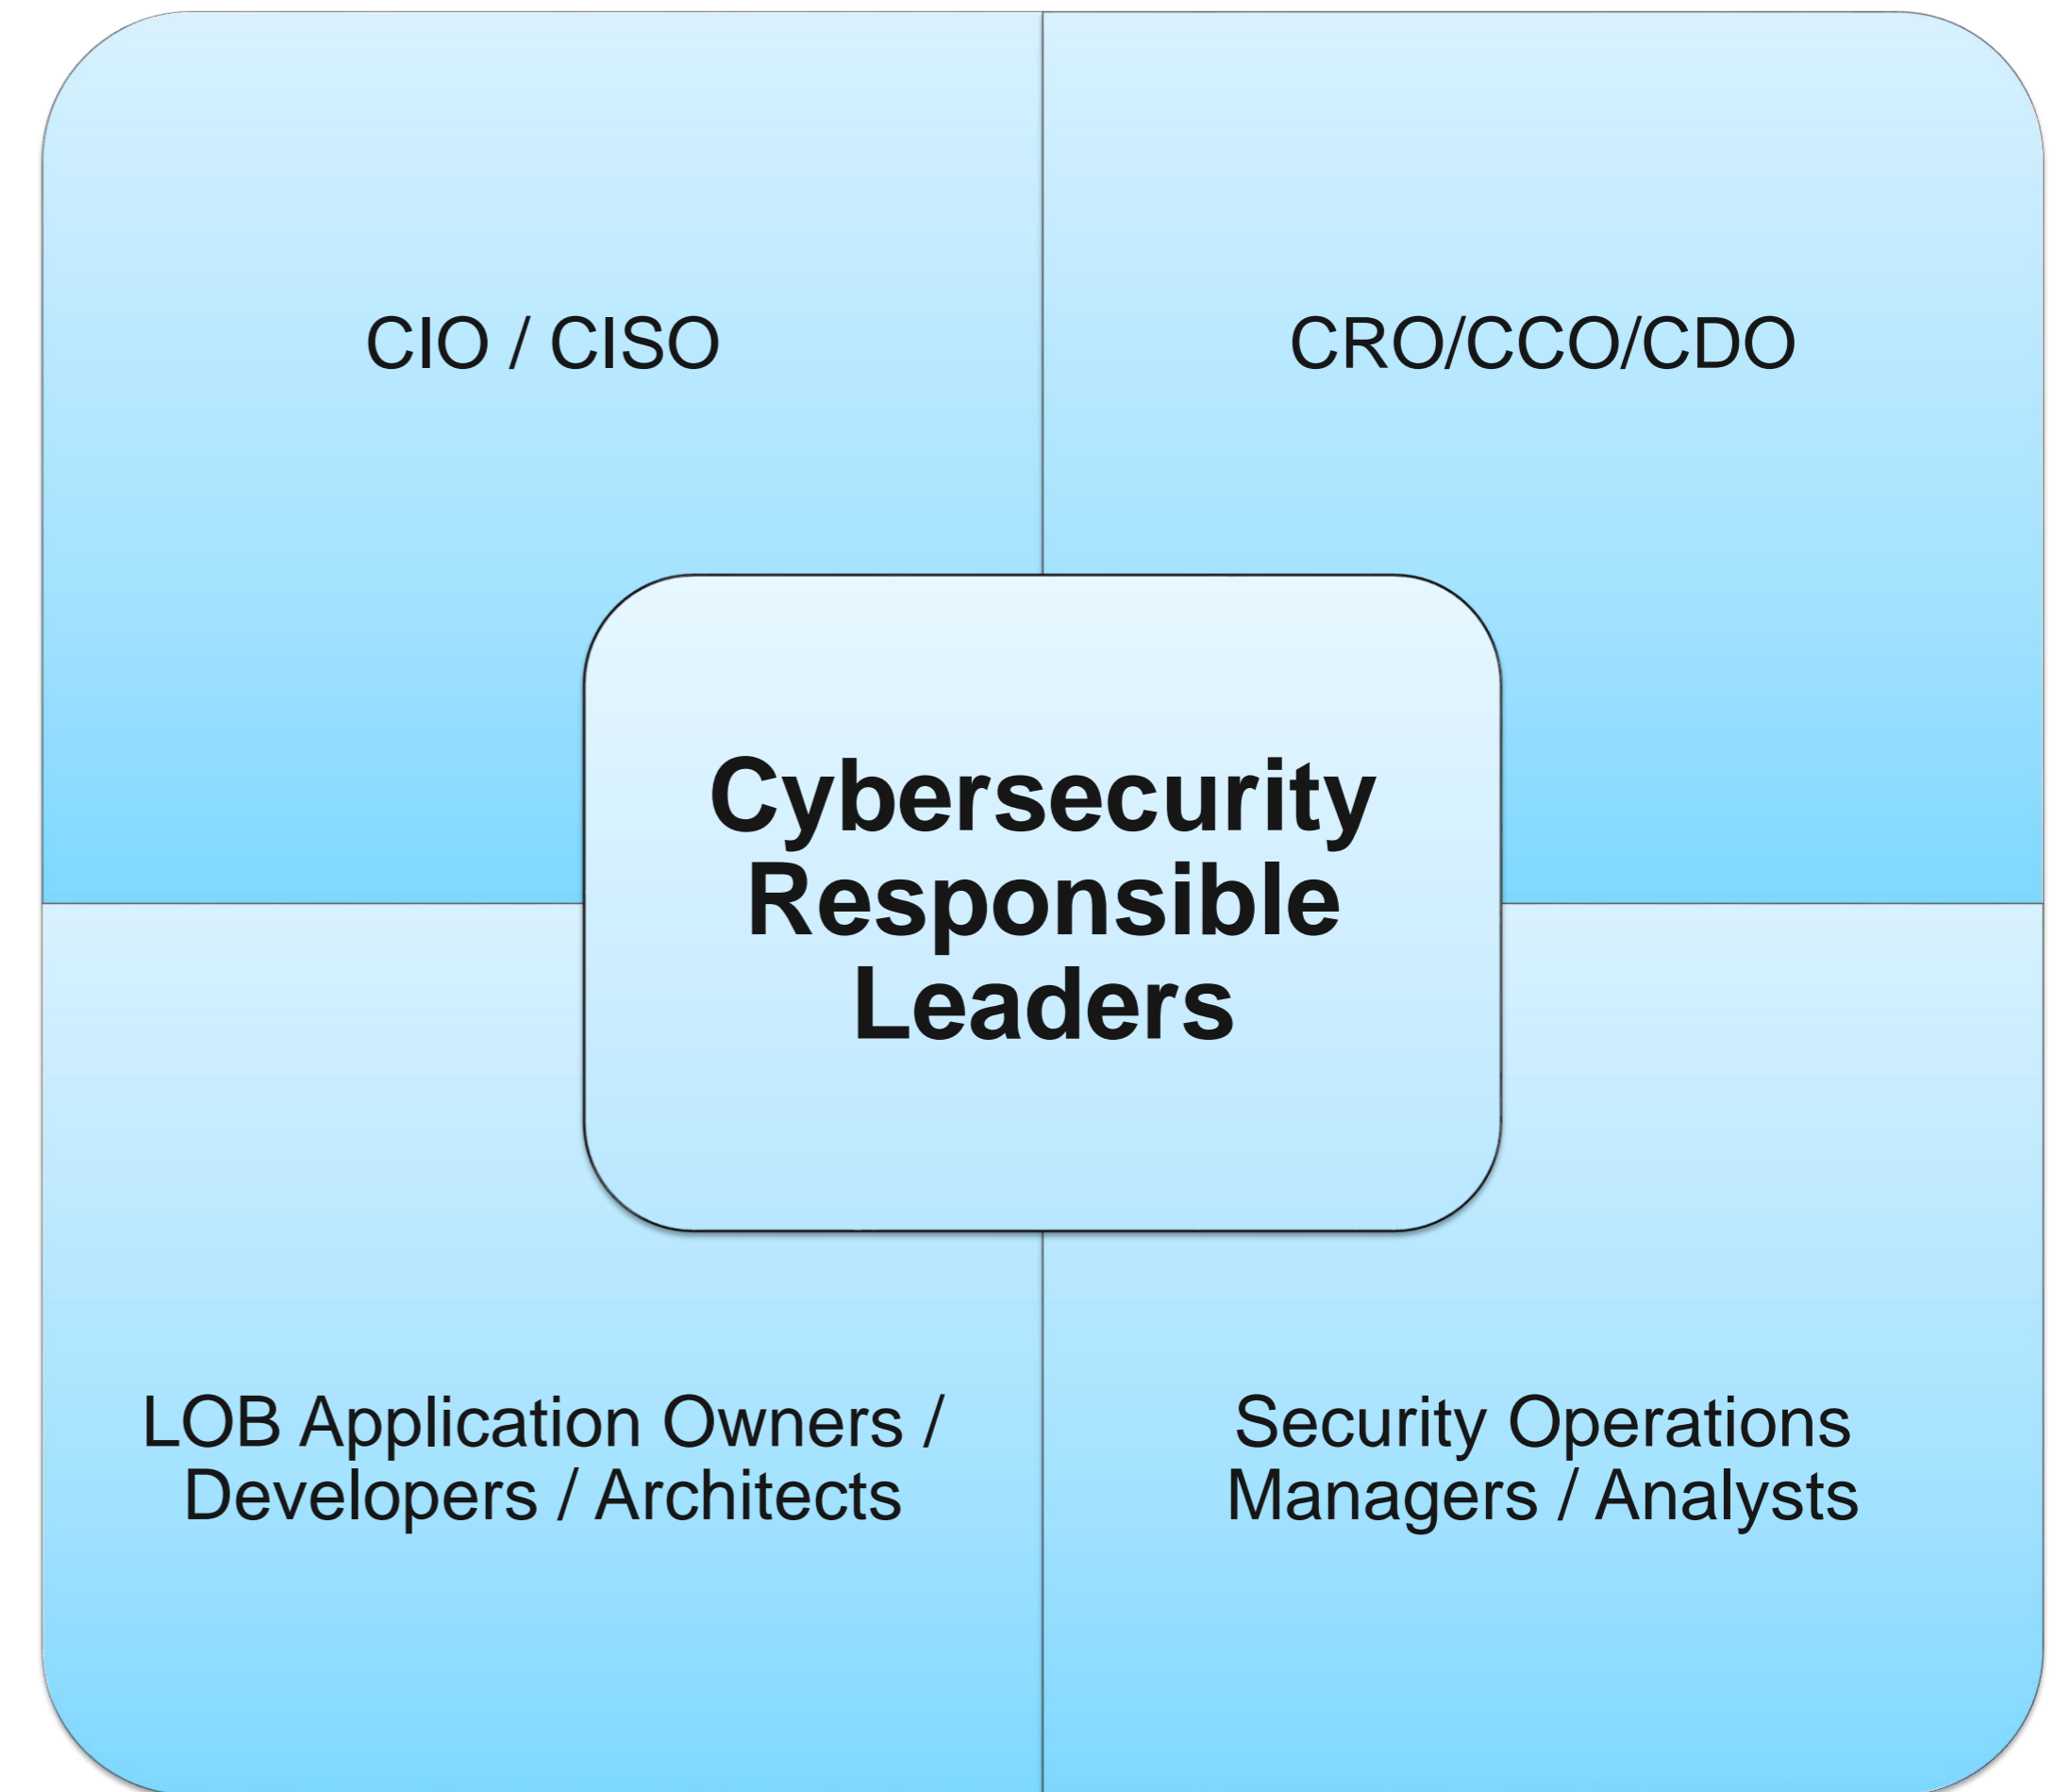 CIO / CISO
CRO/CCO/CDO
Cybersecurity
Responsible
Leaders
LOB Application Owners /
Developers / Architects
Security Operations
Managers / Analysts